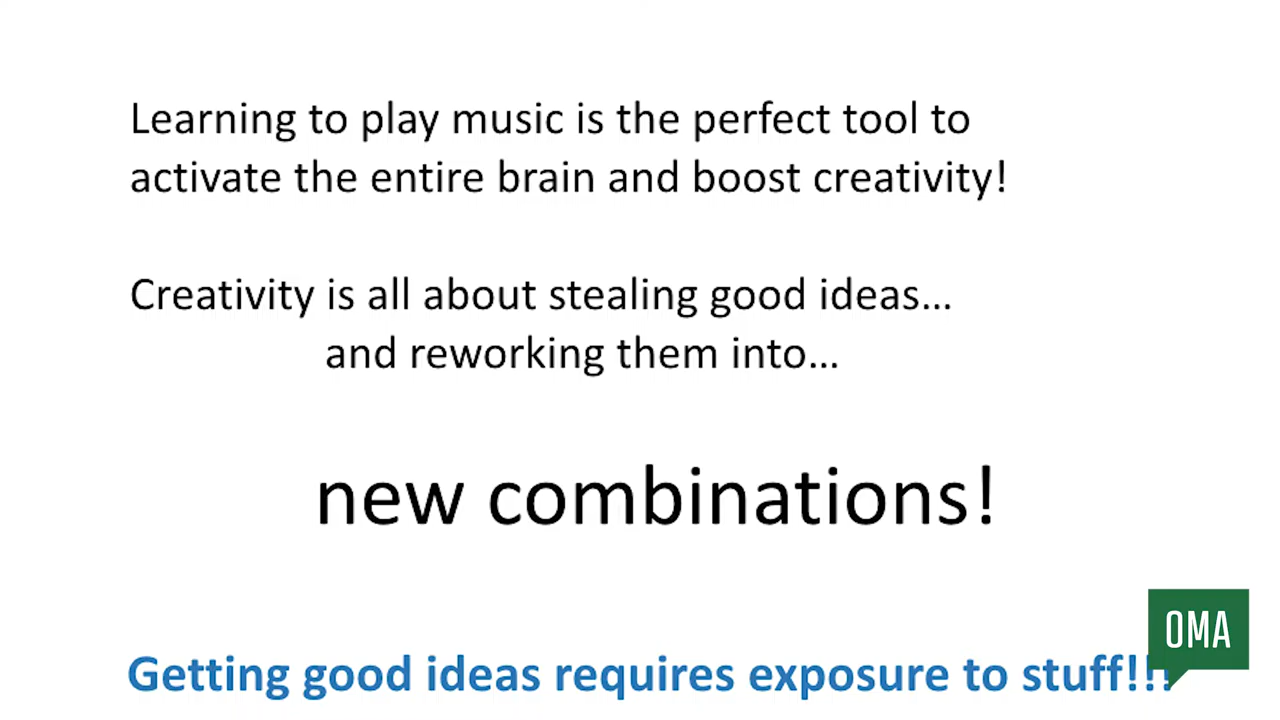 Learning to play music is the perfect tool to
activate the entire brain and boost creativity!
Creativity is all about stealing good ideas…
and reworking them into…
new combinations!
OMA
Getting good ideas requires exposure to stuff!!!